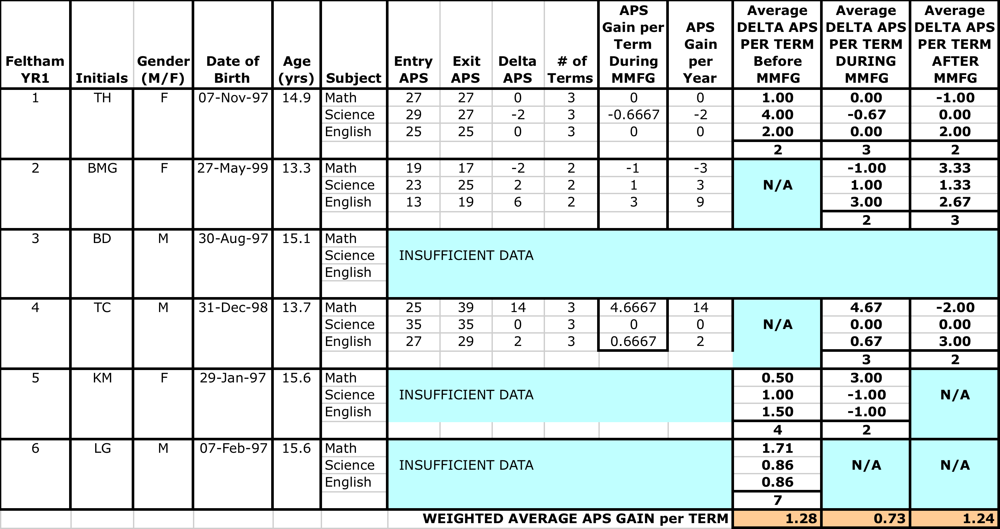 Feltham YR1 Initials Gender (M/F) Date of Birth Age (yrs) Subject Entry APS Exit APS Delta APS # of Terms APS Gain per Term During MMFG APS Gain per Year Average DELTA APS PER TERM Before MMFG Average DELTA APS PER TERM DURING MMFG Average DELTA APS PER TERM AFTER MMFG
1 TH F 07-Nov-97 14.9 Math 27 27 0 3 0 0 1.00 0.00 -1.00
Science 29 27 -2 3 -0.6667 -2 4.00 -0.67 0.00
English 25 25 0 3 0 0 2.00 0.00 2.00
2 3 2
2 BMG F 27-May-99 13.3 Math 19 17 -2 2 -1 -3 -1.00 3.33
Science 23 25 2 2 1 3 N/A 1.00 1.33
English 13 19 6 2 3 9 3.00 2.67
2 3
3 BD M 30-Aug-97 15.1 Math
Science INSUFFICIENT DATA
English
4 TC M 31-Dec-98 13.7 Math 25 39 14 3 4.6667 14 4.67 -2.00
Science 35 35 0 3 0 0 N/A 0.00 0.00
English 27 29 2 3 0.6667 2 0.67 3.00
3 2
5 KM F 29-Jan-97 15.6 Math 0.50 3.00
Science INSUFFICIENT DATA 1.00 -1.00 N/A
English 1.50 -1.00
4 2
6 LG M 07-Feb-97 15.6 Math 1.71
Science INSUFFICIENT DATA 0.86 N/A N/A
English 0.86
7
WEIGHTED AVERAGE APS GAIN per TERM 1.28 0.73 1.24